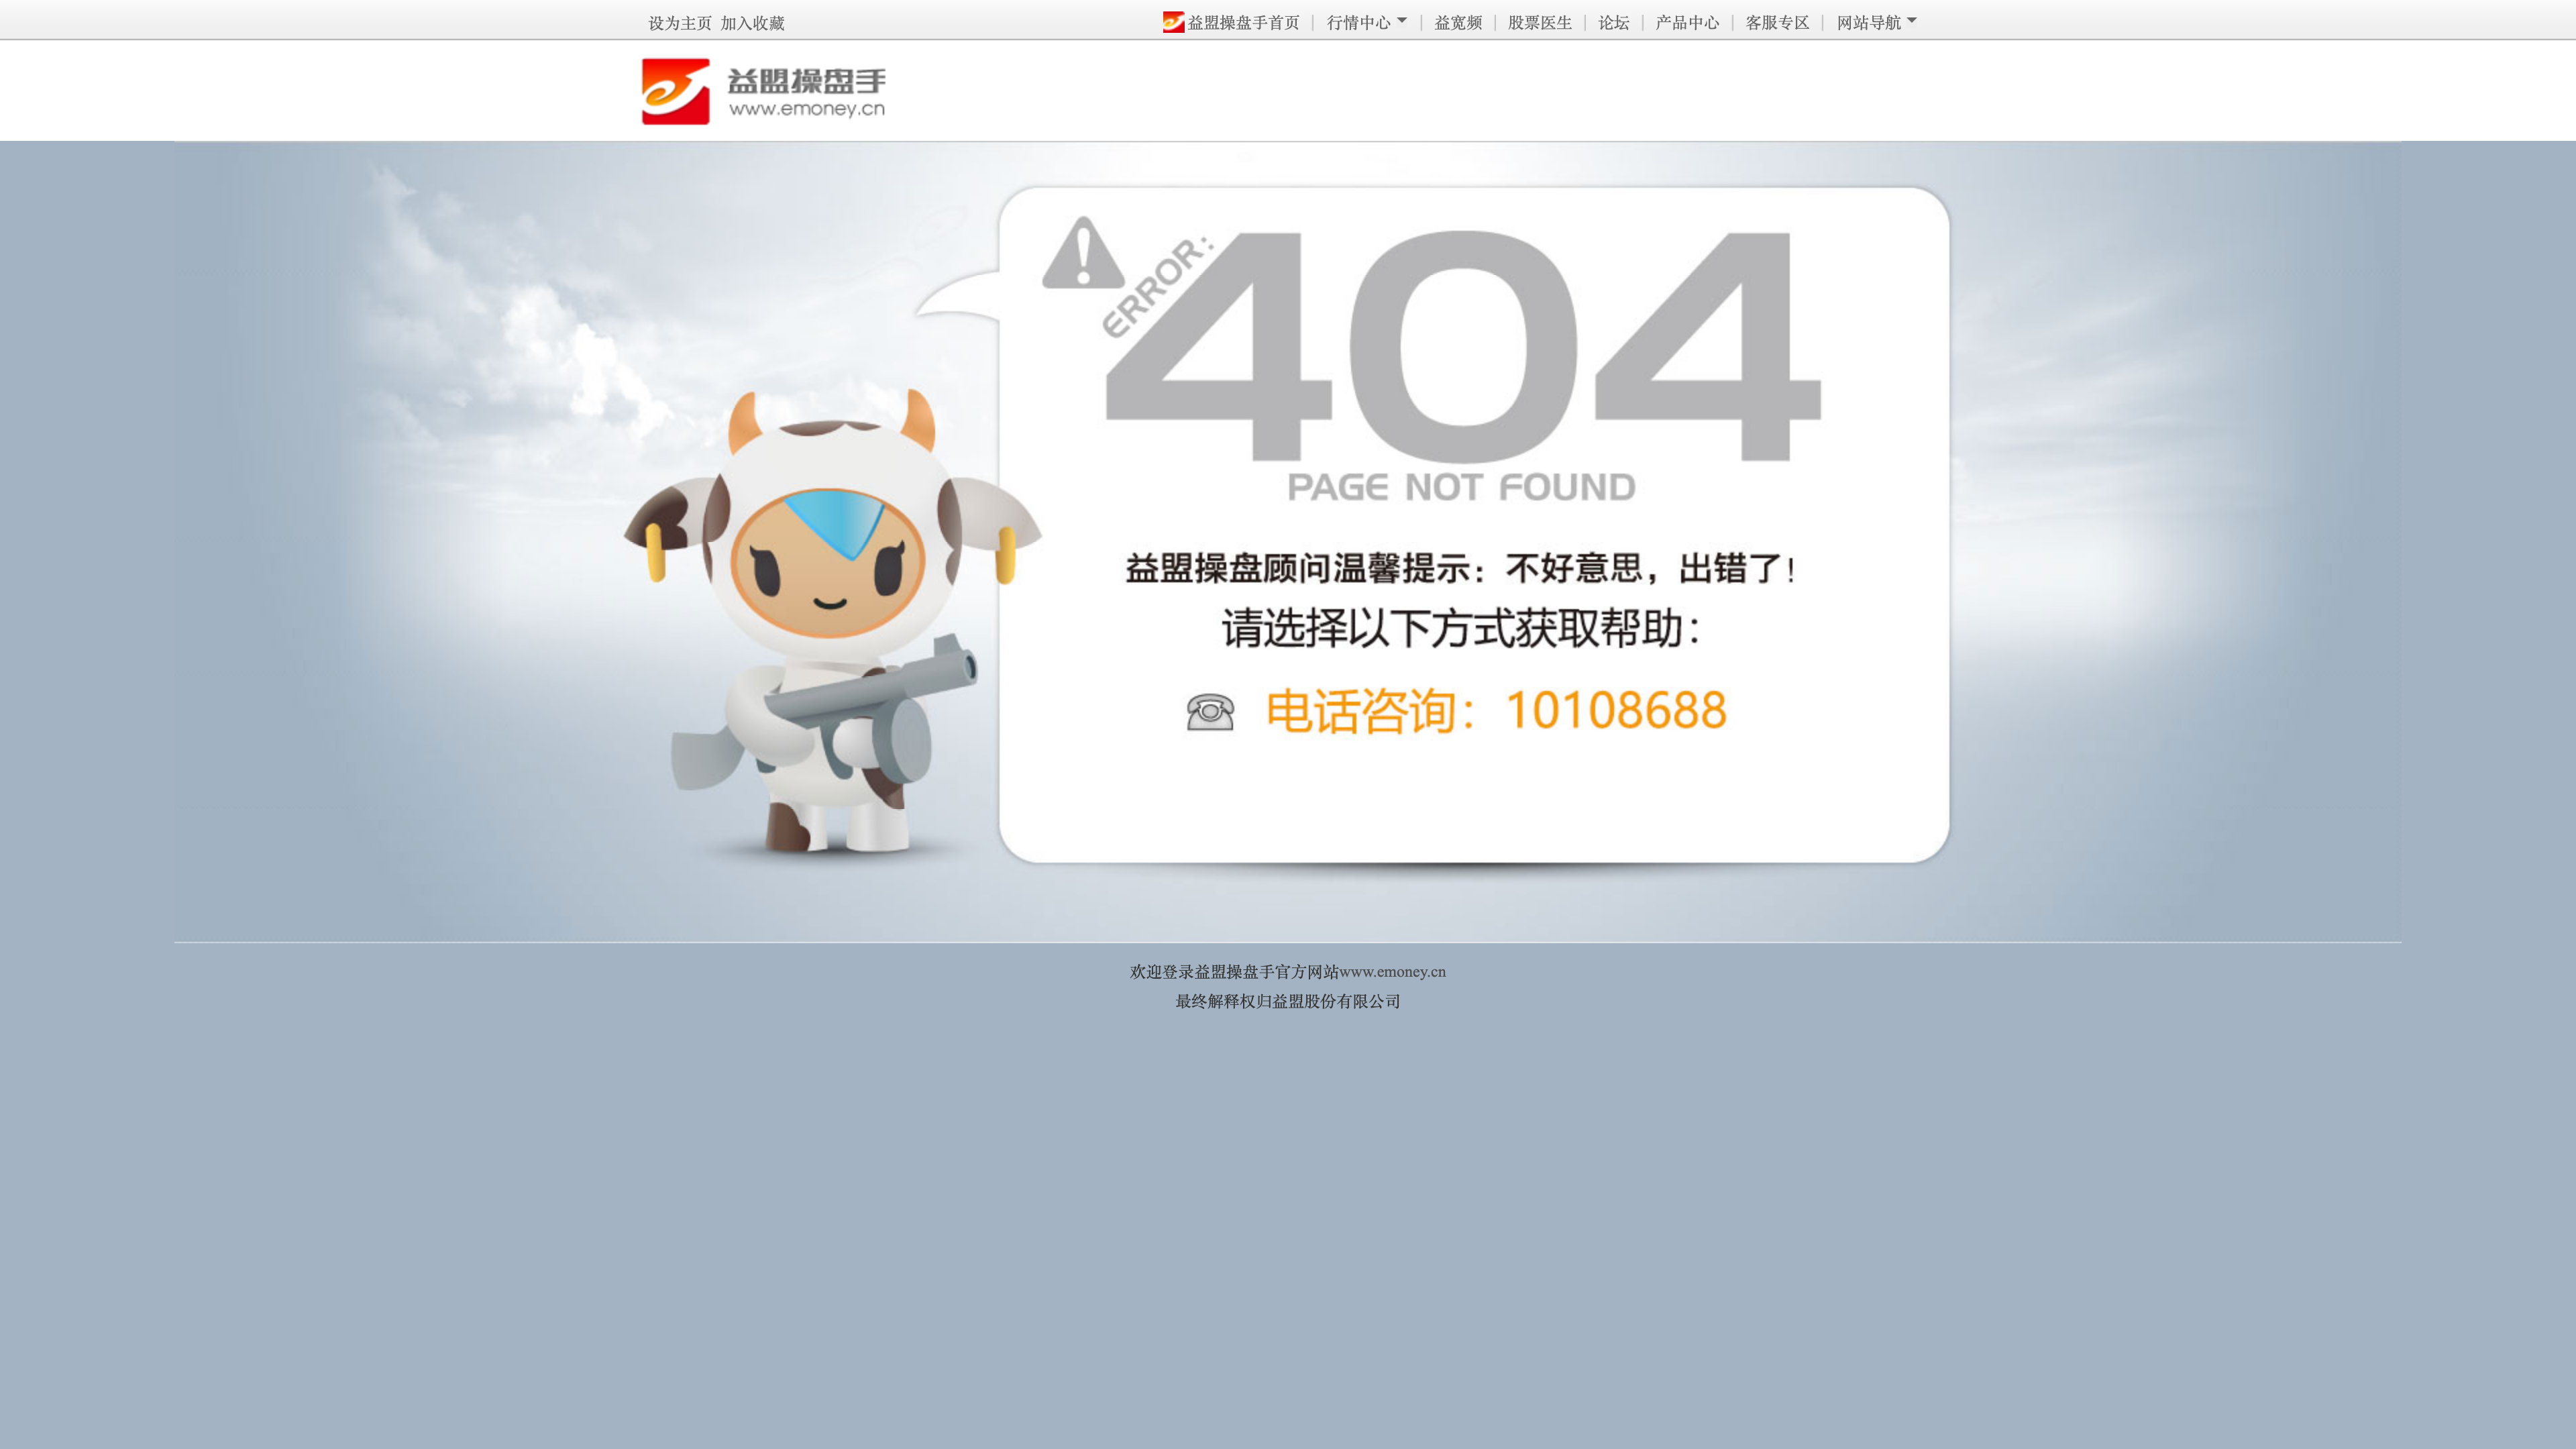 设为主页 加入收藏
益盟操盘手首页 | 行情中心 | 益宽频 | 股票医生 | 论坛 | 产品中心 | 客服专区 | 网站导航
益盟操盘手
www.emoney.cn
ERROR:
404
PAGE NOT FOUND
益盟操盘顾问温馨提示：不好意思，出错了！
请选择以下方式获取帮助：
电话咨询：10108688
欢迎登录益盟操盘手官方网站www.emoney.cn
最终解释权归益盟股份有限公司